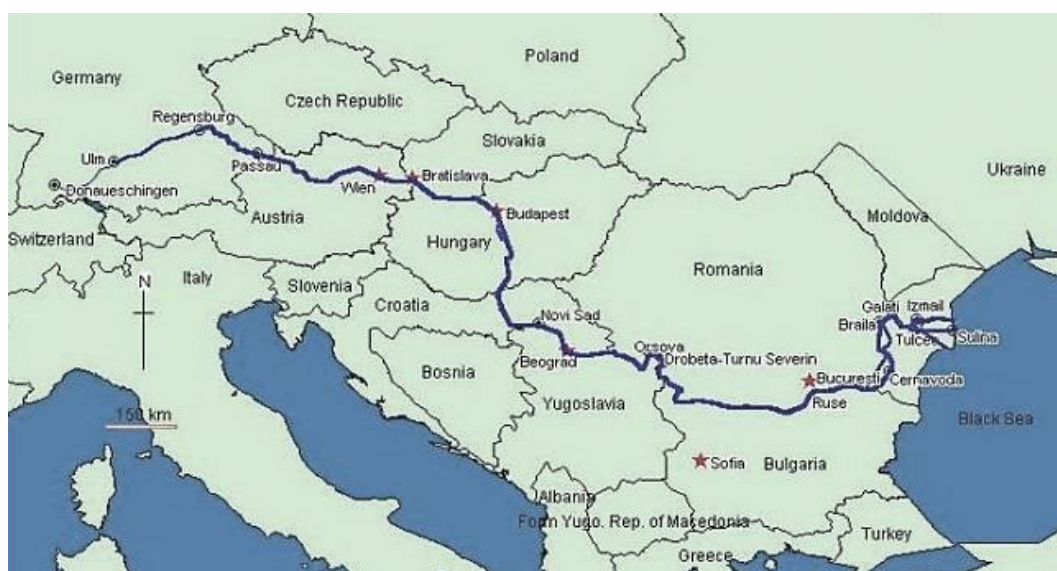 Poland
Germany
Czech Republic
Regensburg
Slovakia
Ulm
Passau
Ukraine
Donaueschingen
Wien
Bratislava
Austria
Budapest
Moldova
Switzerland
Hungary
Italy
Romania
N
Slovenia
Croatia
Galati
Izmail
Novi Sad
Braila
Tulcea
Sulina
Orsova
Beograd
Drobeta-Turnu Severin
Bosnia
Bucuresti
Cernavoda
Yugoslavia
Ruse
150 km
Black Sea
Sofia
Bulgaria
Albania
Form Yugo. Rep. of Macedonia
Turkey
Greece